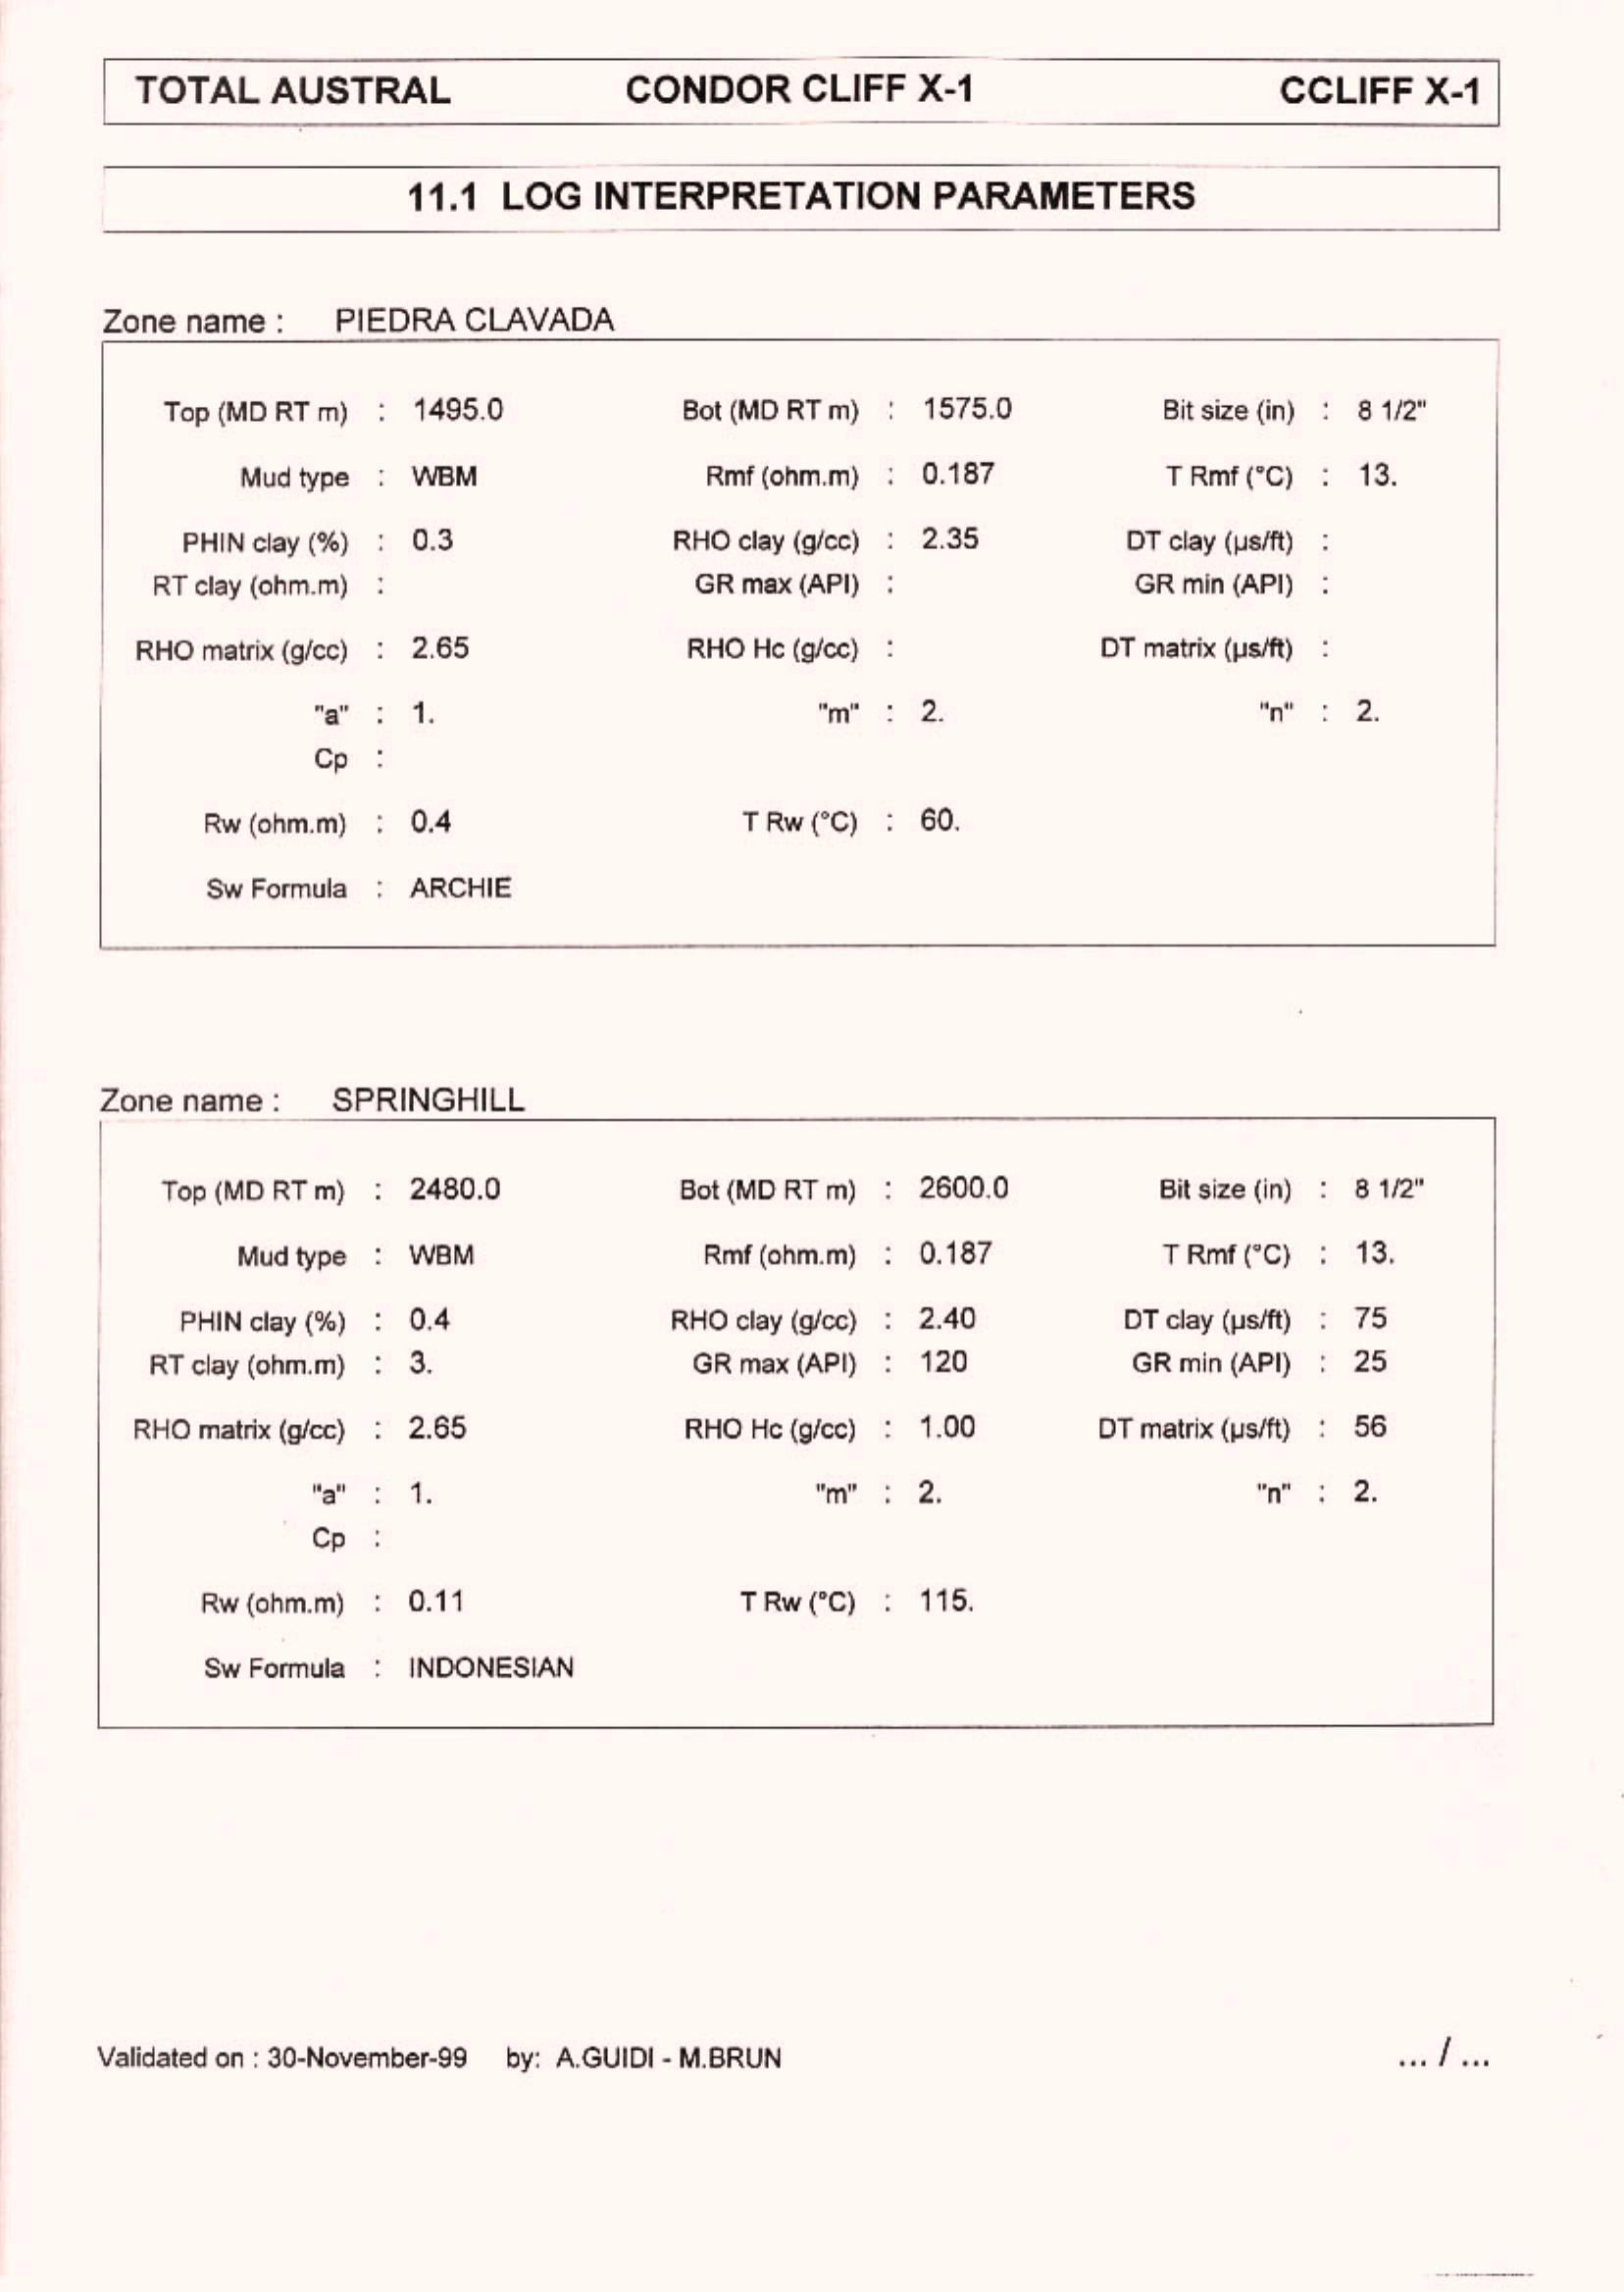 TOTAL AUSTRAL CONDOR CLIFF X-1 CCLIFF X-1
11.1 LOG INTERPRETATION PARAMETERS
Zone name : PIEDRA CLAVADA
Top (MD RT m) : 1495.0 Bot (MD RT m) : 1575.0 Bit size (in) : 8 1/2"
Mud type : WBM Rmf (ohm.m) : 0.187 T Rmf (°C) : 13.
PHIN clay (%) : 0.3 RHO clay (g/cc) : 2.35 DT clay (µs/ft) :
RT clay (ohm.m) : GR max (API) : GR min (API) :
RHO matrix (g/cc) : 2.65 RHO Hc (g/cc) : DT matrix (µs/ft) :
"a" : 1. "m" : 2. "n" : 2.
Cp :
Rw (ohm.m) : 0.4 T Rw (°C) : 60.
Sw Formula : ARCHIE
Zone name : SPRINGHILL
Top (MD RT m) : 2480.0 Bot (MD RT m) : 2600.0 Bit size (in) : 8 1/2"
Mud type : WBM Rmf (ohm.m) : 0.187 T Rmf (°C) : 13.
PHIN clay (%) : 0.4 RHO clay (g/cc) : 2.40 DT clay (µs/ft) : 75
RT clay (ohm.m) : 3. GR max (API) : 120 GR min (API) : 25
RHO matrix (g/cc) : 2.65 RHO Hc (g/cc) : 1.00 DT matrix (µs/ft) : 56
"a" : 1. "m" : 2. "n" : 2.
Cp :
Rw (ohm.m) : 0.11 T Rw (°C) : 115.
Sw Formula : INDONESIAN
Validated on : 30-November-99 by: A.GUIDI - M.BRUN ... / ...